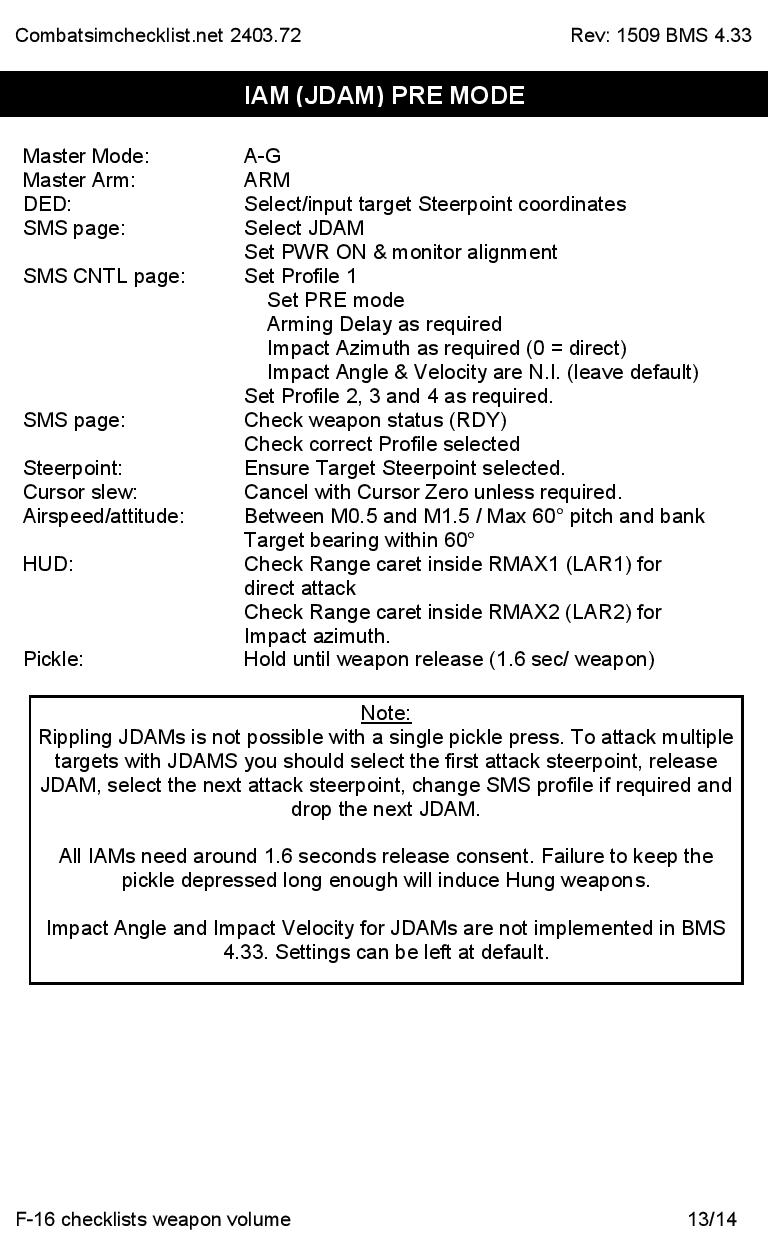 Combatsimchecklist.net 2403.72 Rev: 1509 BMS 4.33
IAM (JDAM) PRE MODE
Master Mode: A-G
Master Arm: ARM
DED: Select/input target Steerpoint coordinates
SMS page: Select JDAM
Set PWR ON & monitor alignment
SMS CNTL page: Set Profile 1
Set PRE mode
Arming Delay as required
Impact Azimuth as required (0 = direct)
Impact Angle & Velocity are N.I. (leave default)
Set Profile 2, 3 and 4 as required.
SMS page: Check weapon status (RDY)
Check correct Profile selected
Steerpoint: Ensure Target Steerpoint selected.
Cursor slew: Cancel with Cursor Zero unless required.
Airspeed/attitude: Between M0.5 and M1.5 / Max 60° pitch and bank
Target bearing within 60°
HUD: Check Range caret inside RMAX1 (LAR1) for
direct attack
Check Range caret inside RMAX2 (LAR2) for
Impact azimuth.
Pickle: Hold until weapon release (1.6 sec/ weapon)
Note:
Rippling JDAMs is not possible with a single pickle press. To attack multiple
targets with JDAMS you should select the first attack steerpoint, release
JDAM, select the next attack steerpoint, change SMS profile if required and
drop the next JDAM.
All IAMs need around 1.6 seconds release consent. Failure to keep the
pickle depressed long enough will induce Hung weapons.
Impact Angle and Impact Velocity for JDAMs are not implemented in BMS
4.33. Settings can be left at default.
F-16 checklists weapon volume 13/14